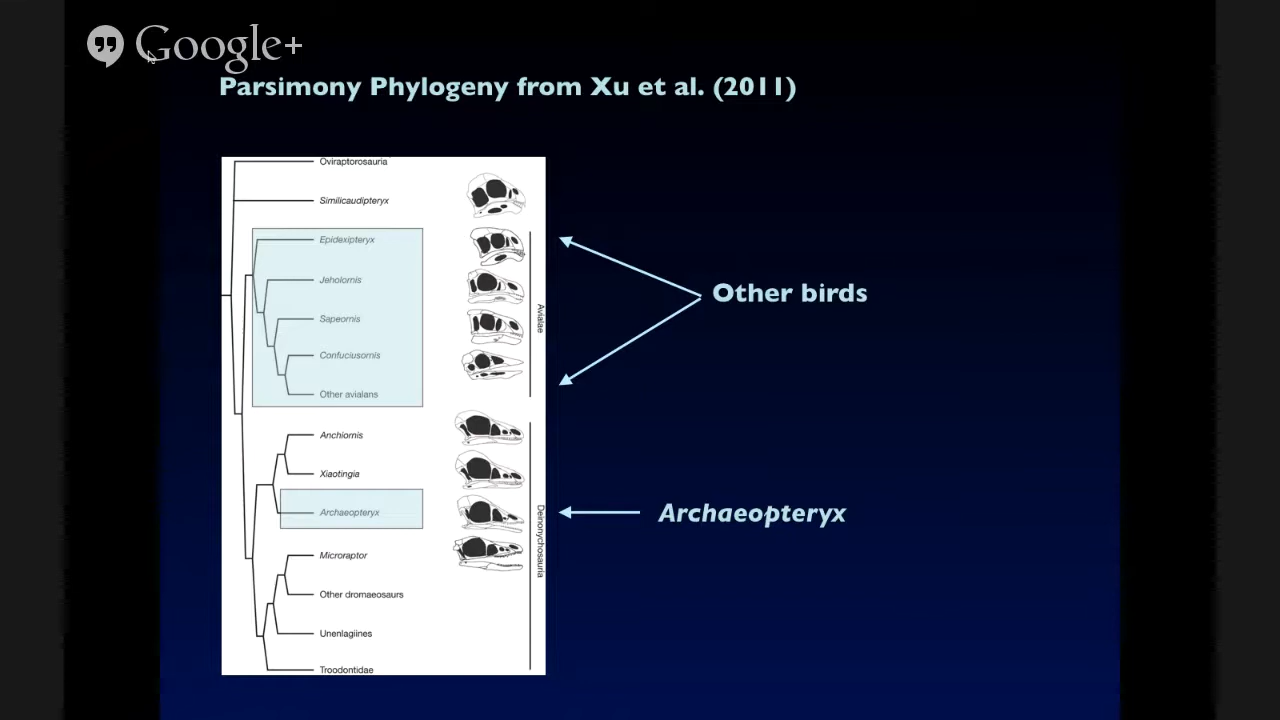 Google+
Parsimony Phylogeny from Xu et al. (2011)
Oviraptorosauria
Similicaudipteryx
Epidexipteryx
Jeholornis
Sapeornis
Confuciusornis
Other avialans
Avialae
Other birds
Anchiornis
Xiaotingia
Archaeopteryx
Microraptor
Other dromaeosaurs
Unenlagiines
Troodontidae
Deinonychosauria
Archaeopteryx